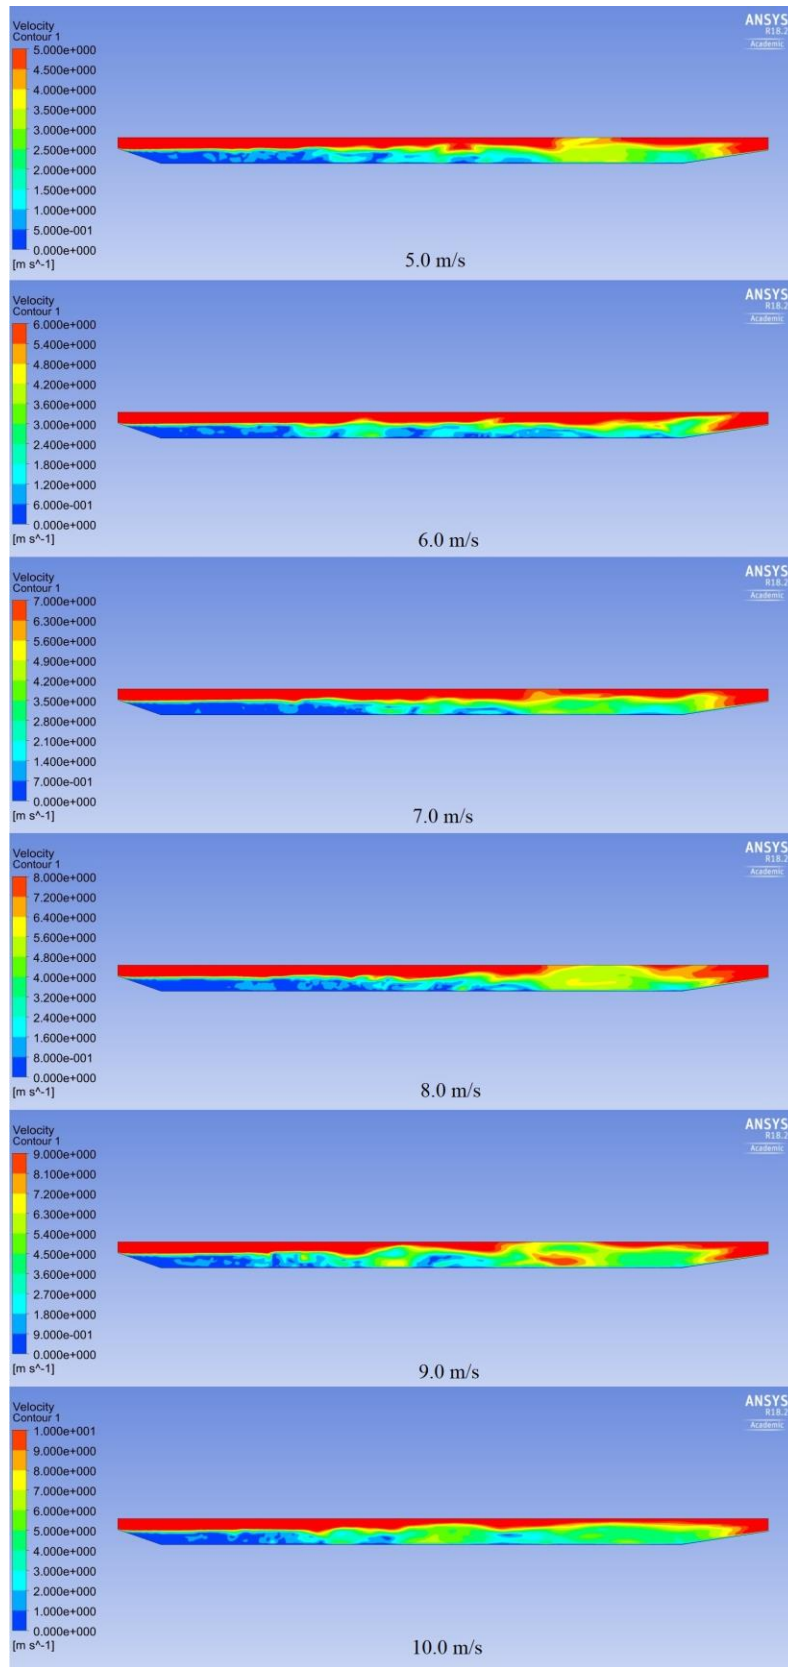 Velocity
Contour 1
5.000e+000
4.500e+000
4.000e+000
3.500e+000
3.000e+000
2.500e+000
2.000e+000
1.500e+000
1.000e+000
5.000e-001
0.000e+000
[m s^-1]
ANSYS
R18.2
Academic
5.0 m/s
Velocity
Contour 1
6.000e+000
5.400e+000
4.800e+000
4.200e+000
3.600e+000
3.000e+000
2.400e+000
1.800e+000
1.200e+000
6.000e-001
0.000e+000
[m s^-1]
ANSYS
R18.2
Academic
6.0 m/s
Velocity
Contour 1
7.000e+000
6.300e+000
5.600e+000
4.900e+000
4.200e+000
3.500e+000
2.800e+000
2.100e+000
1.400e+000
7.000e-001
0.000e+000
[m s^-1]
ANSYS
R18.2
Academic
7.0 m/s
Velocity
Contour 1
8.000e+000
7.200e+000
6.400e+000
5.600e+000
4.800e+000
4.000e+000
3.200e+000
2.400e+000
1.600e+000
8.000e-001
0.000e+000
[m s^-1]
ANSYS
R18.2
Academic
8.0 m/s
Velocity
Contour 1
9.000e+000
8.100e+000
7.200e+000
6.300e+000
5.400e+000
4.500e+000
3.600e+000
2.700e+000
1.800e+000
9.000e-001
0.000e+000
[m s^-1]
ANSYS
R18.2
Academic
9.0 m/s
Velocity
Contour 1
1.000e+001
9.000e+000
8.000e+000
7.000e+000
6.000e+000
5.000e+000
4.000e+000
3.000e+000
2.000e+000
1.000e+000
0.000e+000
[m s^-1]
ANSYS
R18.2
Academic
10.0 m/s